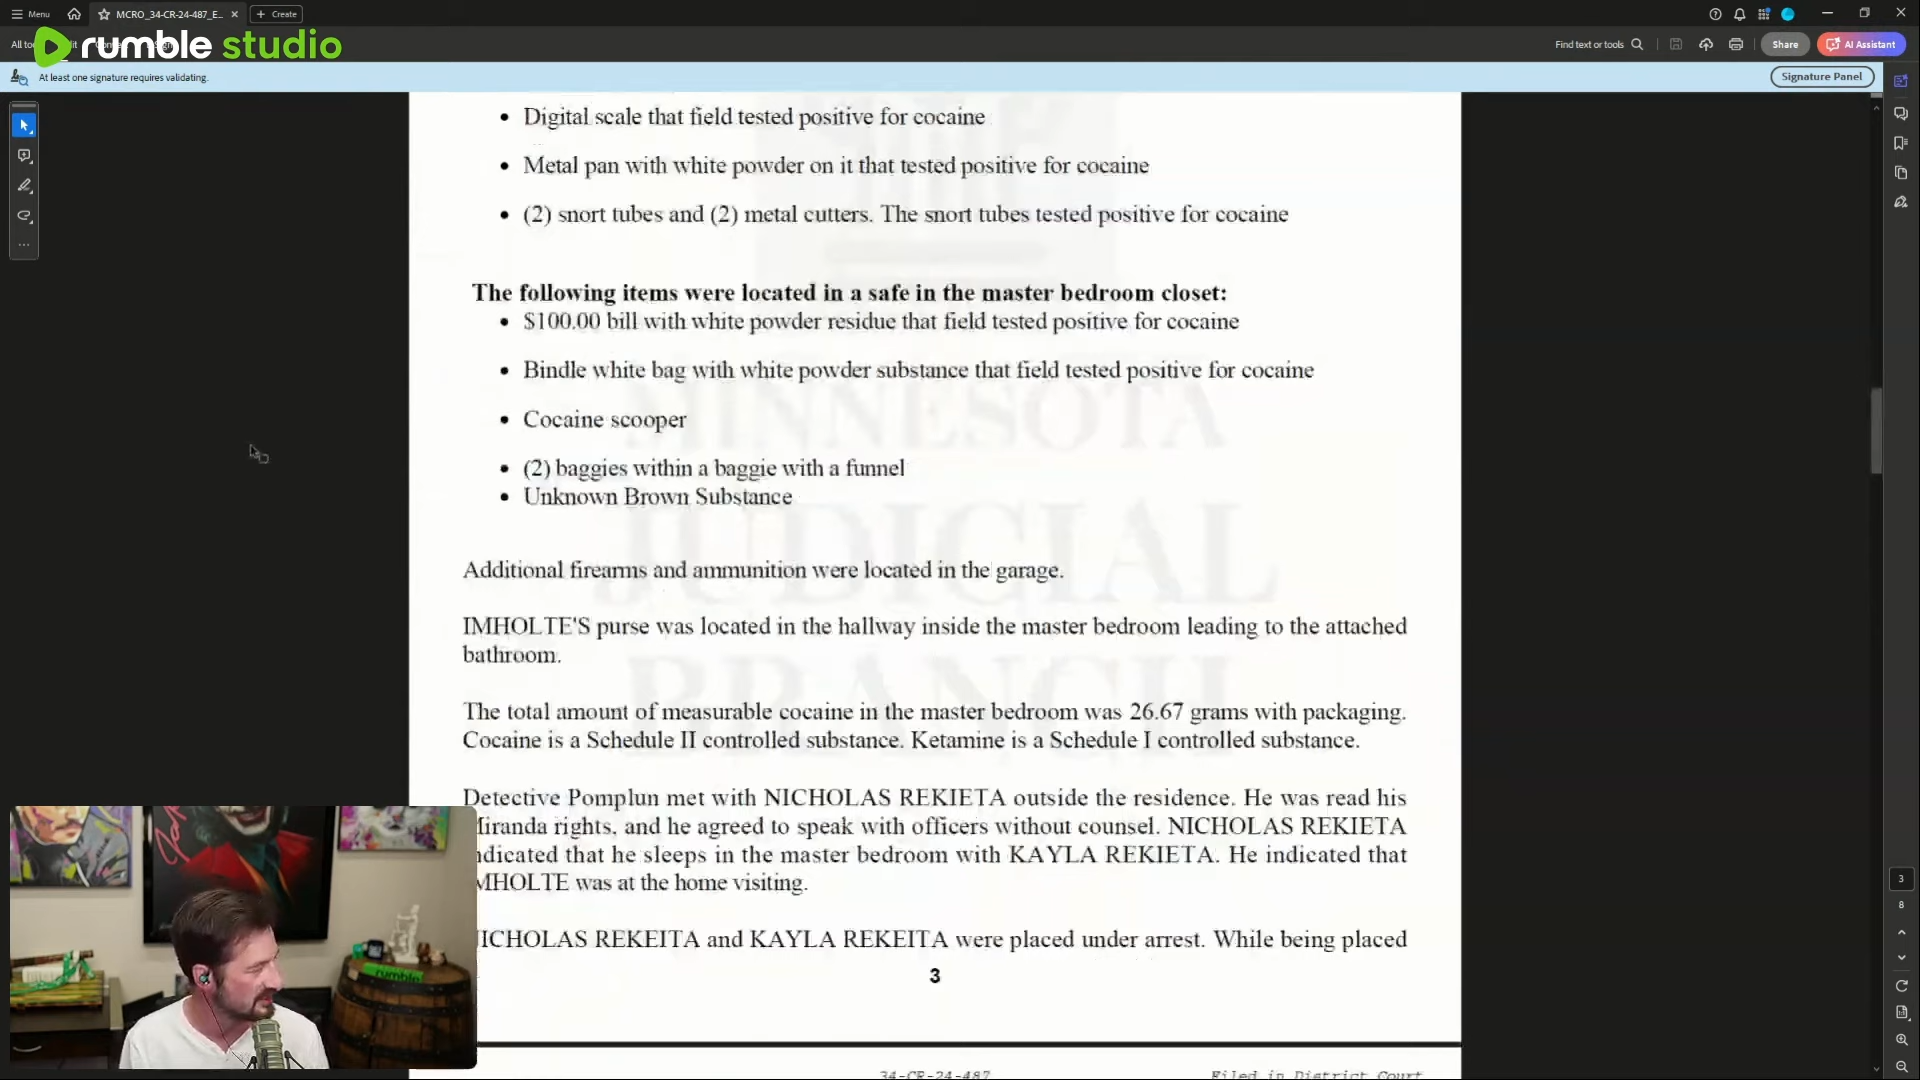 Menu
MCRO_34-CR-24-487_E...
Create
All to
rumble studio
Find text or tools
Share
AI Assistant
At least one signature requires validating.
Signature Panel
• Digital scale that field tested positive for cocaine
• Metal pan with white powder on it that tested positive for cocaine
• (2) snort tubes and (2) metal cutters. The snort tubes tested positive for cocaine
The following items were located in a safe in the master bedroom closet:
• $100.00 bill with white powder residue that field tested positive for cocaine
• Bindle white bag with white powder substance that field tested positive for cocaine
• Cocaine scooper
• (2) baggies within a baggie with a funnel
• Unknown Brown Substance
MINNESOTA
JUDICIAL
BRANCH
Additional firearms and ammunition were located in the garage.
IMHOLTE'S purse was located in the hallway inside the master bedroom leading to the attached
bathroom.
The total amount of measurable cocaine in the master bedroom was 26.67 grams with packaging.
Cocaine is a Schedule II controlled substance. Ketamine is a Schedule I controlled substance.
Detective Pomplun met with NICHOLAS REKIETA outside the residence. He was read his
Miranda rights, and he agreed to speak with officers without counsel. NICHOLAS REKIETA
ndicated that he sleeps in the master bedroom with KAYLA REKIETA. He indicated that
MHOLTE was at the home visiting.
ICHOLAS REKEITA and KAYLA REKEITA were placed under arrest. While being placed
3
34-CR-24-487
Filed in District Court
3
8
rumble